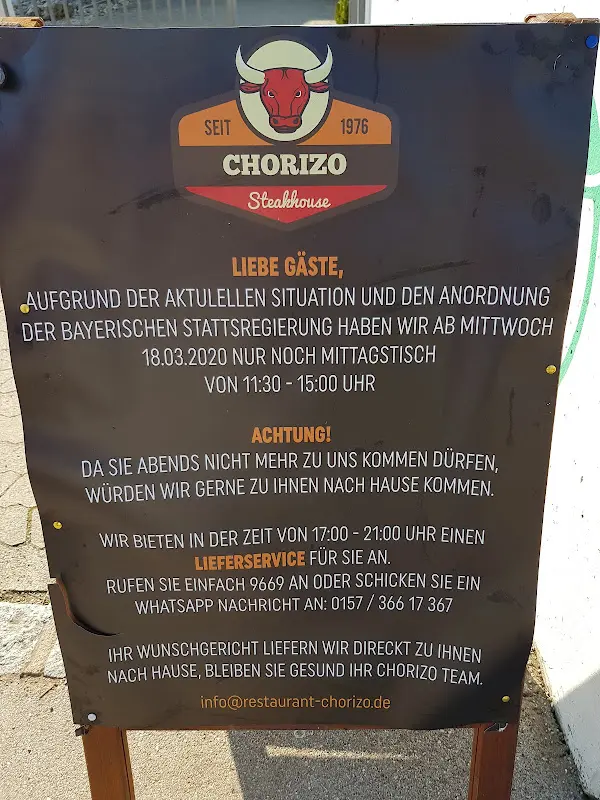 SEIT 1976
CHORIZO
Steakhouse
LIEBE GÄSTE,
AUFGRUND DER AKTULELLEN SITUATION UND DEN ANORDNUNG
DER BAYERISCHEN STATTSREGIERUNG HABEN WIR AB MITTWOCH
18.03.2020 NUR NOCH MITTAGSTISCH
VON 11:30 - 15:00 UHR
ACHTUNG!
DA SIE ABENDS NICHT MEHR ZU UNS KOMMEN DÜRFEN,
WÜRDEN WIR GERNE ZU IHNEN NACH HAUSE KOMMEN.
WIR BIETEN IN DER ZEIT VON 17:00 - 21:00 UHR EINEN
LIEFERSERVICE FÜR SIE AN.
RUFEN SIE EINFACH 9669 AN ODER SCHICKEN SIE EIN
WHATSAPP NACHRICHT AN: 0157 / 366 17 367
IHR WUNSCHGERICHT LIEFERN WIR DIREKT ZU IHNEN
NACH HAUSE, BLEIBEN SIE GESUND IHR CHORIZO TEAM.
info@restaurant-chorizo.de